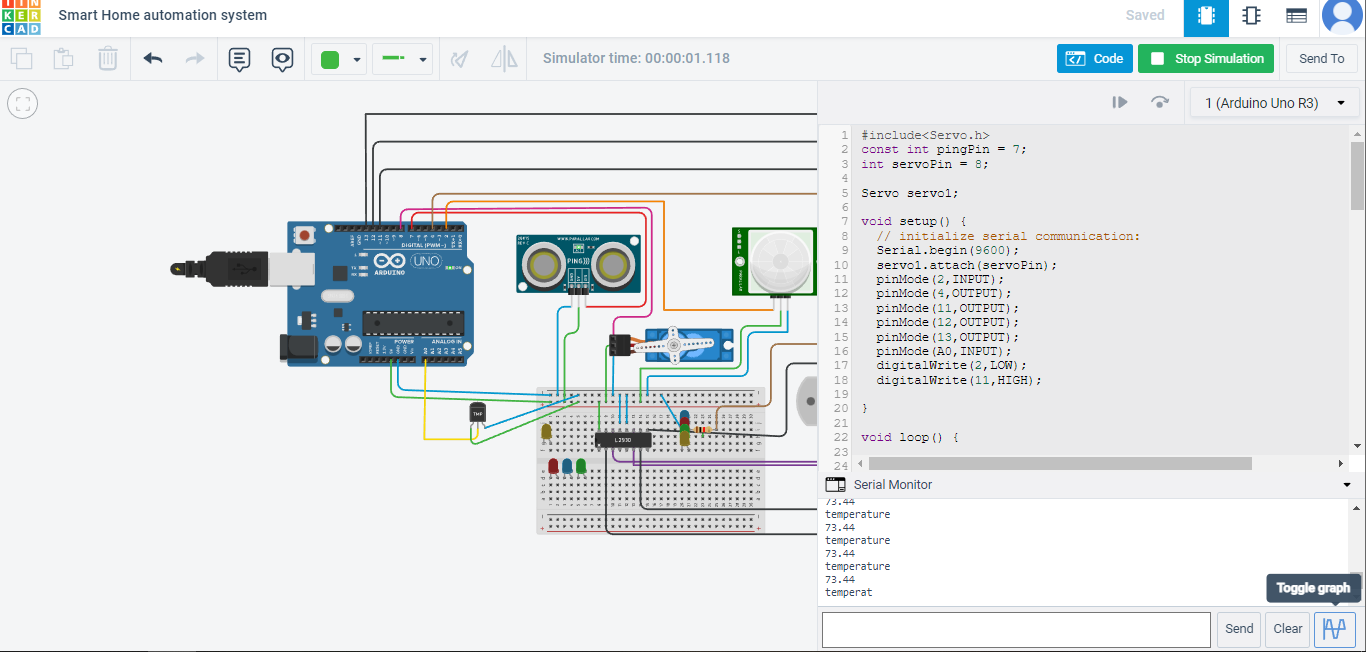 TIN
KER
CAD
Smart Home automation system
Saved
Simulator time: 00:00:01.118
Code
Stop Simulation
Send To
1 (Arduino Uno R3)
1 #include<Servo.h>
2 const int pingPin = 7;
3 int servoPin = 8;
4
5 Servo servo1;
6
7 void setup() {
8 // initialize serial communication:
9 Serial.begin(9600);
10 servo1.attach(servoPin);
11 pinMode(2,INPUT);
12 pinMode(4,OUTPUT);
13 pinMode(11,OUTPUT);
14 pinMode(12,OUTPUT);
15 pinMode(13,OUTPUT);
16 pinMode(A0,INPUT);
17 digitalWrite(2,LOW);
18 digitalWrite(11,HIGH);
19
20 }
21
22 void loop() {
23
24
DIGITAL (PWM~)
UNO
ARDUINO
POWER
ANALOG IN
WWW.PARALLAX.COM
PING)))
TMP
L293D
Serial Monitor
73.44
temperature
73.44
temperature
73.44
temperature
73.44
temperat
Toggle graph
Send
Clear